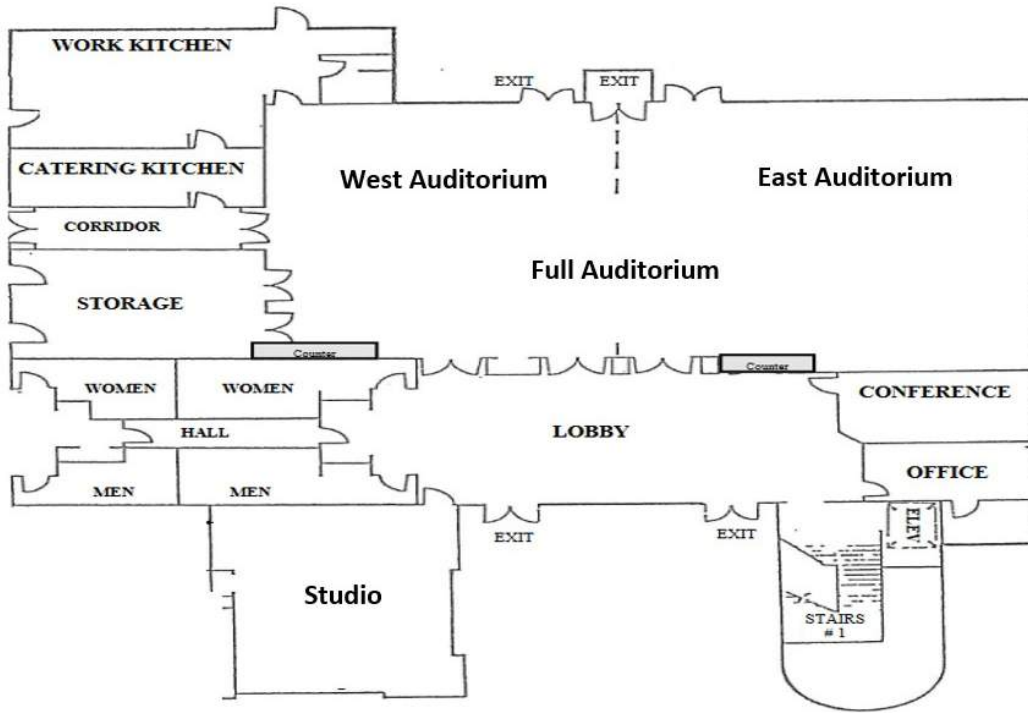 WORK KITCHEN
EXIT
EXIT
CATERING KITCHEN
West Auditorium
East Auditorium
CORRIDOR
Full Auditorium
STORAGE
Counter
Counter
WOMEN
WOMEN
CONFERENCE
HALL
LOBBY
OFFICE
MEN
MEN
ELEV
EXIT
EXIT
Studio
STAIRS
# 1